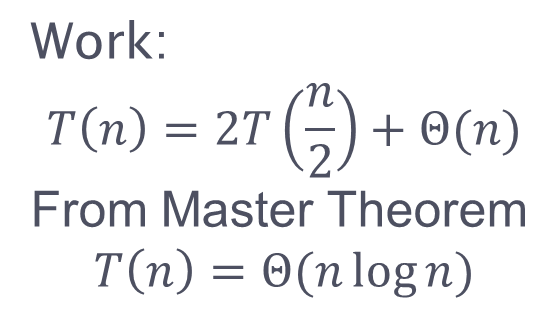 Work:
T(n) = 2T(n/2) + Θ(n)
From Master Theorem
T(n) = Θ(n log n)